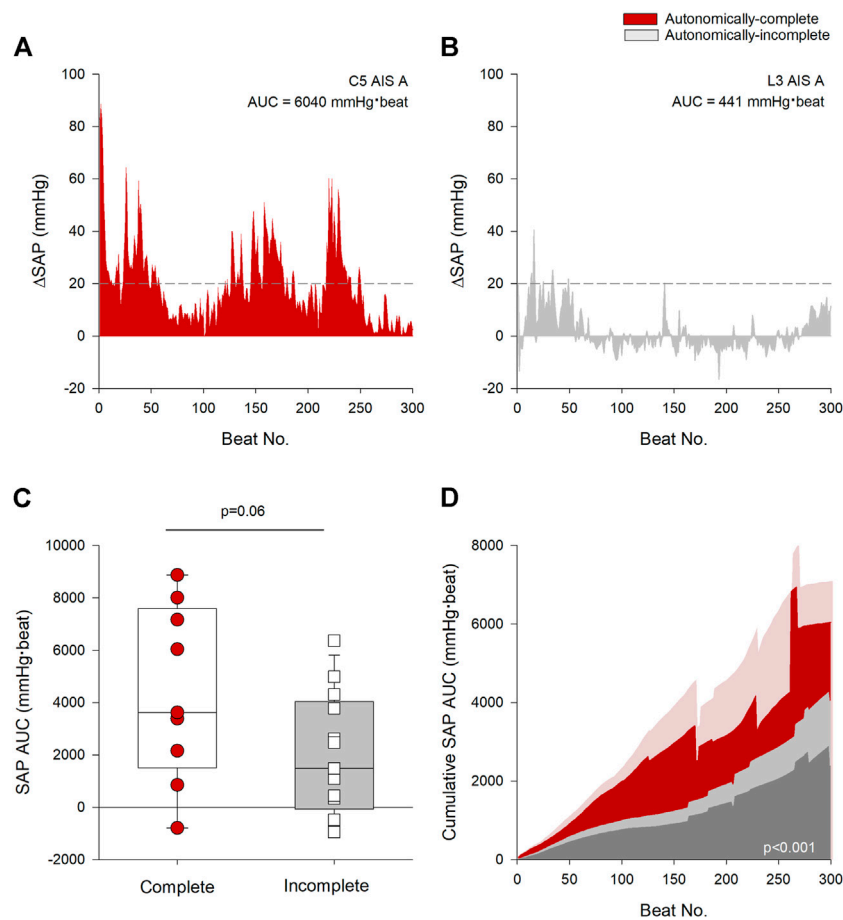 Autonomically-complete
Autonomically-incomplete
A
C5 AIS A
AUC = 6040 mmHg•beat
100
80
60
40
20
0
-20
ΔSAP (mmHg)
0 50 100 150 200 250 300
Beat No.
B
L3 AIS A
AUC = 441 mmHg•beat
100
80
60
40
20
0
-20
ΔSAP (mmHg)
0 50 100 150 200 250 300
Beat No.
C
p=0.06
10000
8000
6000
4000
2000
0
-2000
SAP AUC (mmHg•beat)
Complete Incomplete
D
8000
6000
4000
2000
0
Cumulative SAP AUC (mmHg•beat)
p<0.001
0 50 100 150 200 250 300
Beat No.